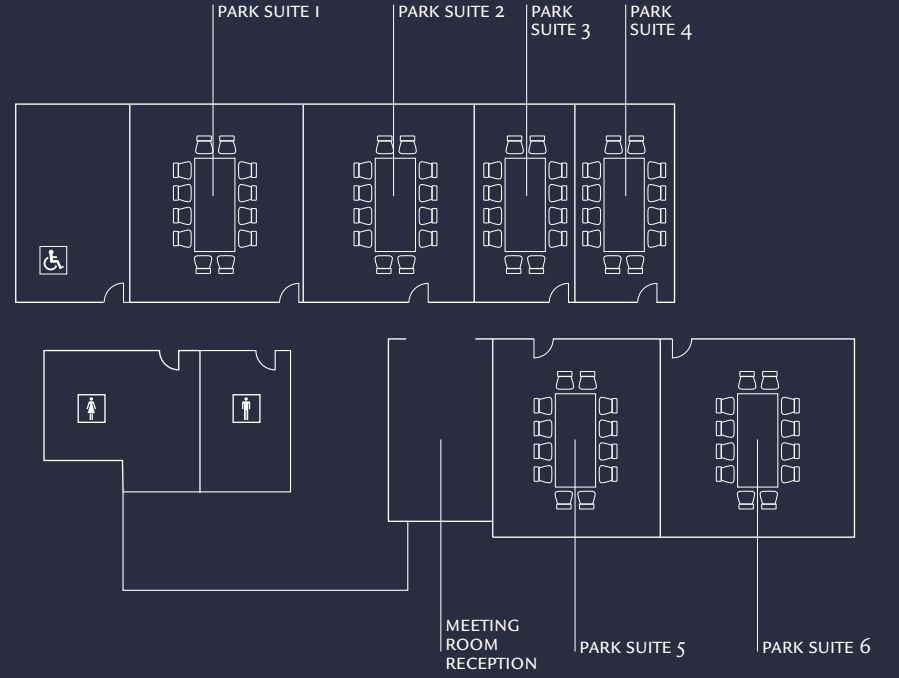 PARK SUITE 1
PARK SUITE 2
PARK
SUITE 3
PARK
SUITE 4
MEETING
ROOM
RECEPTION
PARK SUITE 5
PARK SUITE 6